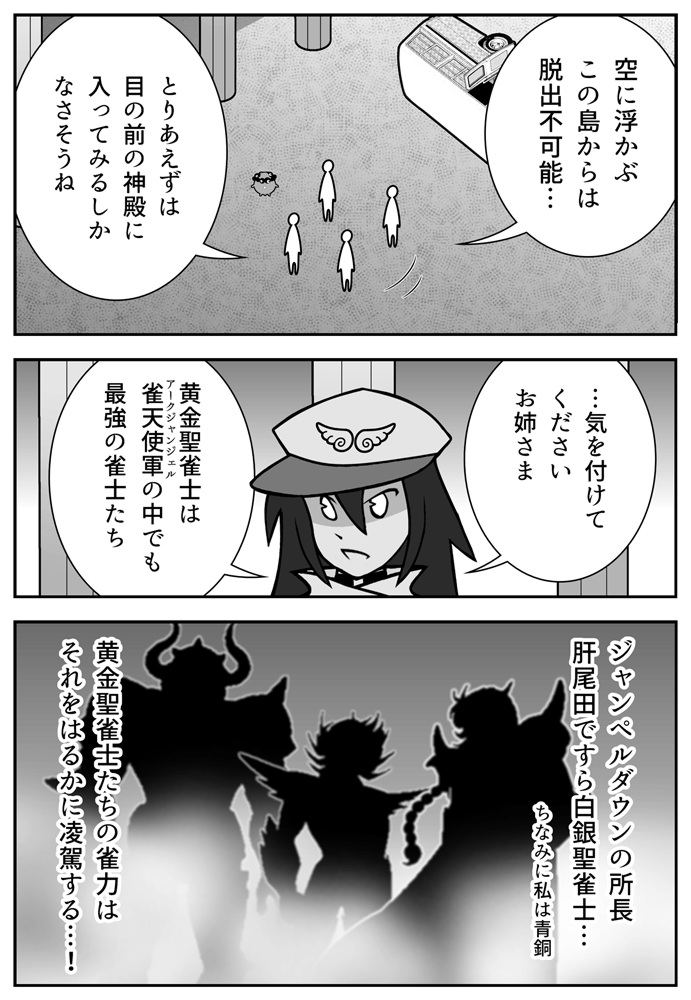 空に浮かぶ
この島からは
脱出不可能…
とりあえずは
目の前の神殿に
入ってみるしか
なさそうね
…気を付けて
ください
お姉さま
黄金聖雀士は
雀天使軍の中でも
アークジャンジェル
最強の雀士たち
ジャンペルダウンの所長
肝尾田ですら白銀聖雀士…
ちなみに私は青銅
黄金聖雀士たちの雀力は
それをはるかに凌駕する…！